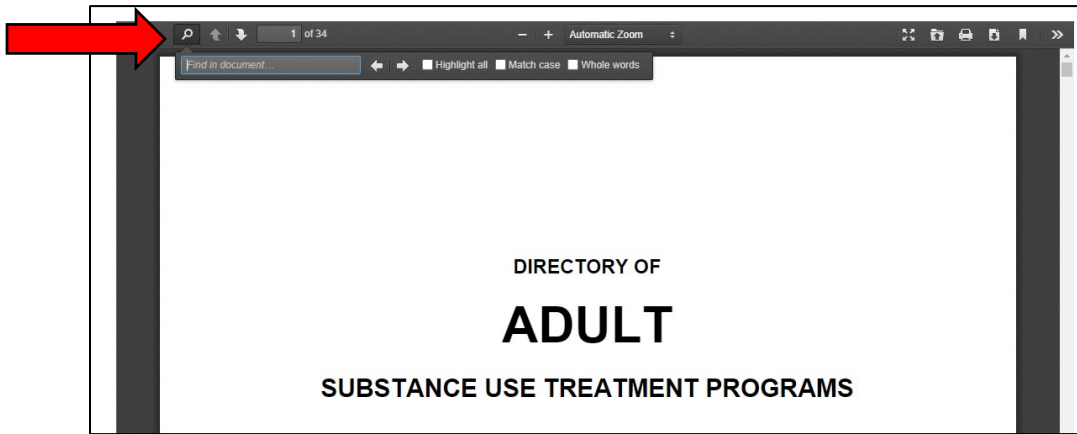 1 of 34 Automatic Zoom
Find in document... Highlight all Match case Whole words
DIRECTORY OF
ADULT
SUBSTANCE USE TREATMENT PROGRAMS